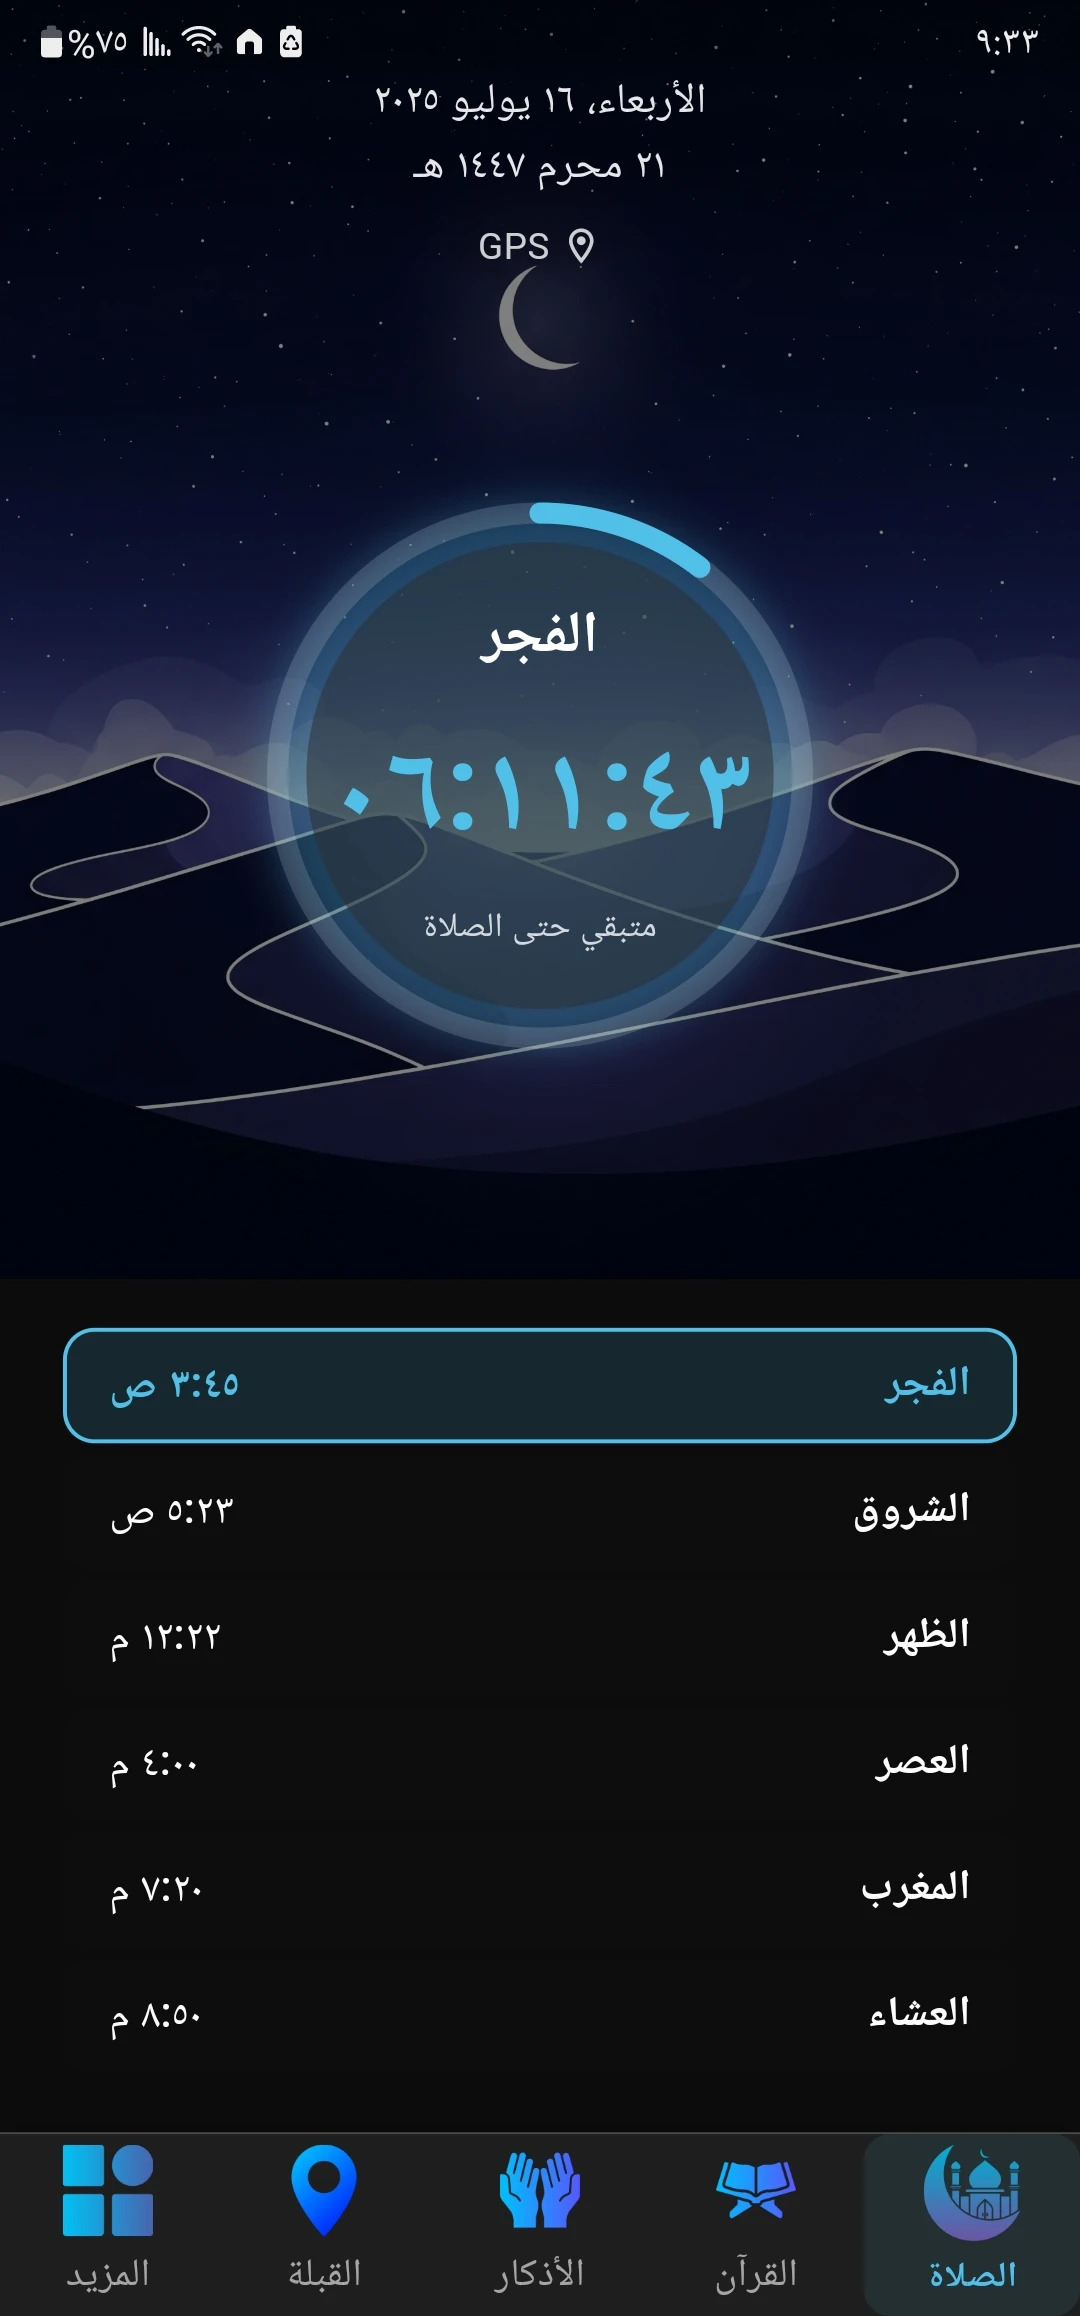 ٩:٣٣
%٧٥
الأربعاء، ١٦ يوليو ٢٠٢٥
٢١ محرم ١٤٤٧ هـ
GPS
الفجر
٠٦:١١:٤٣
متبقي حتى الصلاة
الفجر ٣:٤٥ ص
الشروق ٥:٢٣ ص
الظهر ١٢:٢٢ م
العصر ٤:٠٠ م
المغرب ٧:٢٠ م
العشاء ٨:٥٠ م
الصلاة القرآن الأذكار القبلة المزيد